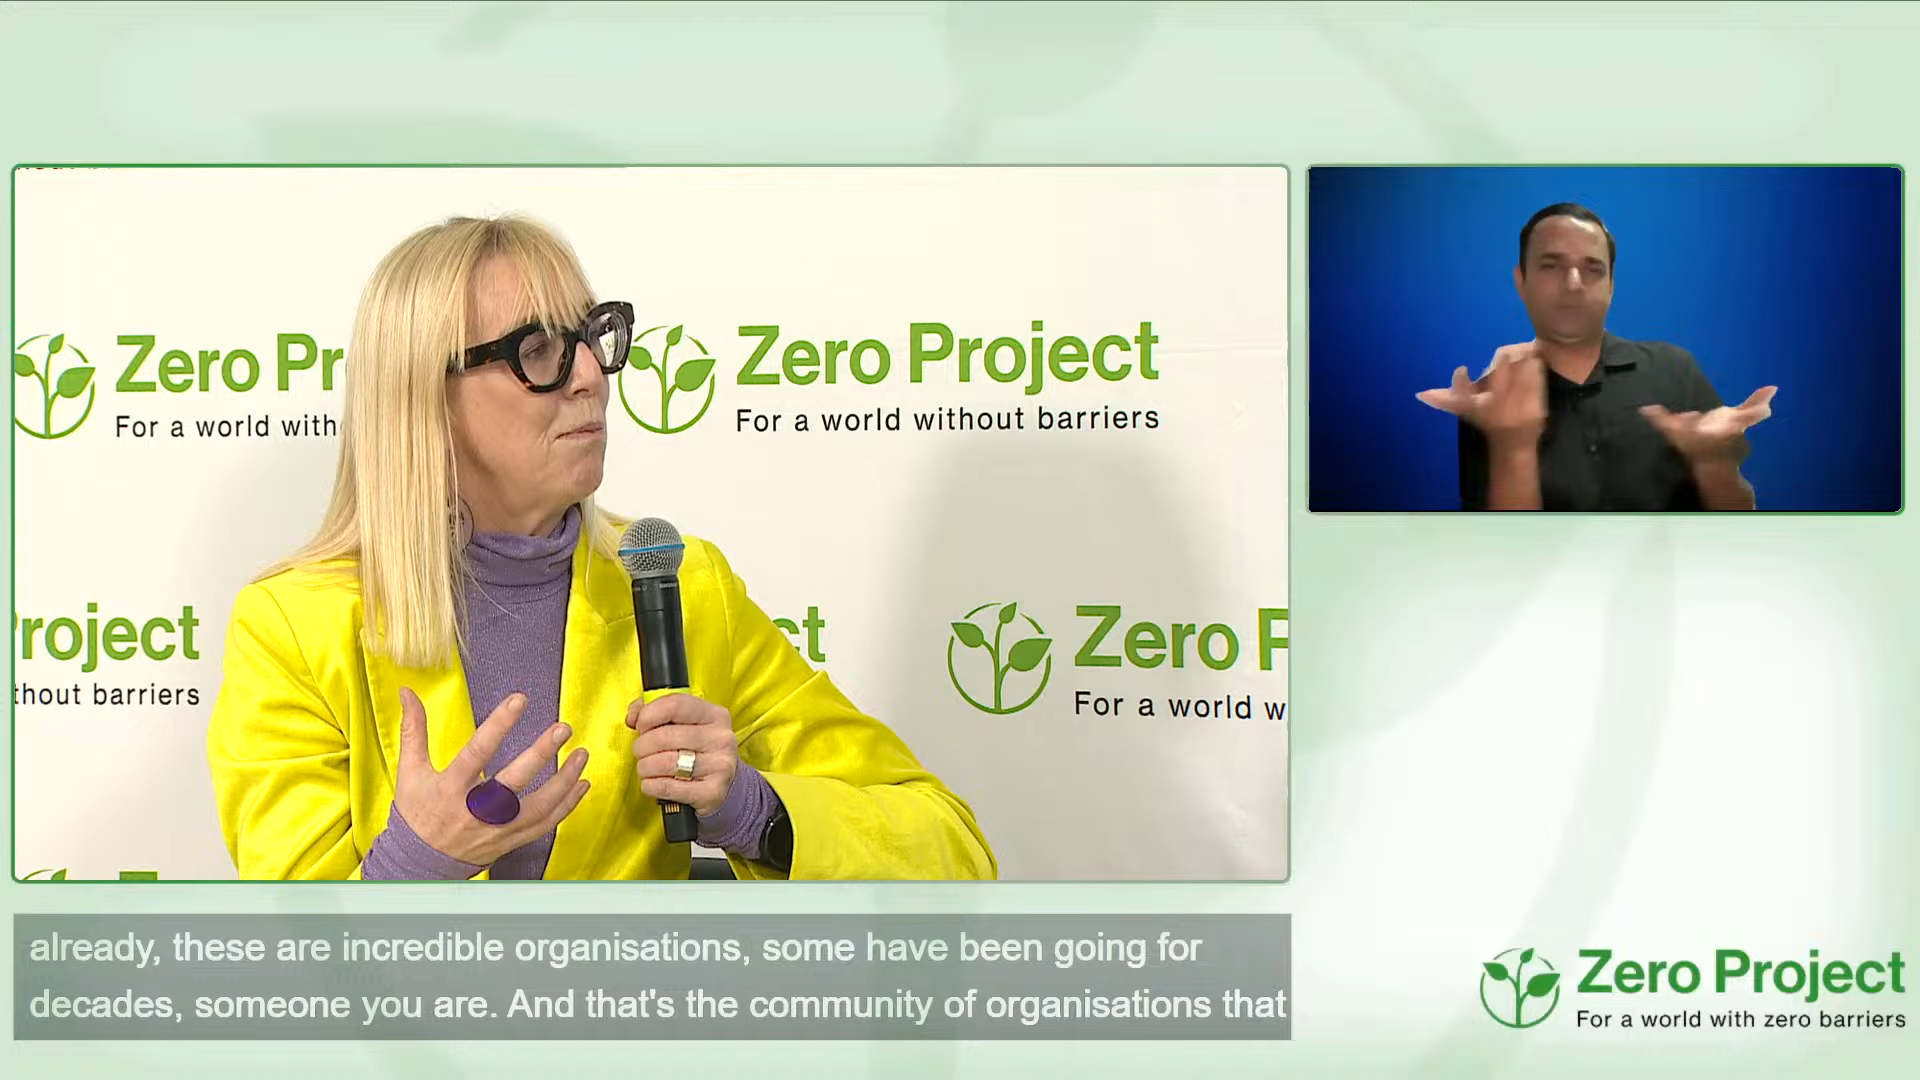 Zero Pr
For a world with
Zero Project
For a world without barriers
roject
thout barriers
ct
Zero P
For a world w
already, these are incredible organisations, some have been going for
decades, someone you are. And that's the community of organisations that
Zero Project
For a world with zero barriers